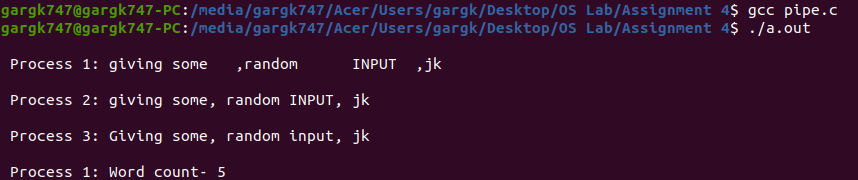 gargk747@gargk747-PC:/media/gargk747/Acer/Users/gargk/Desktop/OS Lab/Assignment 4$ gcc pipe.c
gargk747@gargk747-PC:/media/gargk747/Acer/Users/gargk/Desktop/OS Lab/Assignment 4$ ./a.out
Process 1: giving some   ,random      INPUT  ,jk
Process 2: giving some, random INPUT, jk
Process 3: Giving some, random input, jk
Process 1: Word count- 5